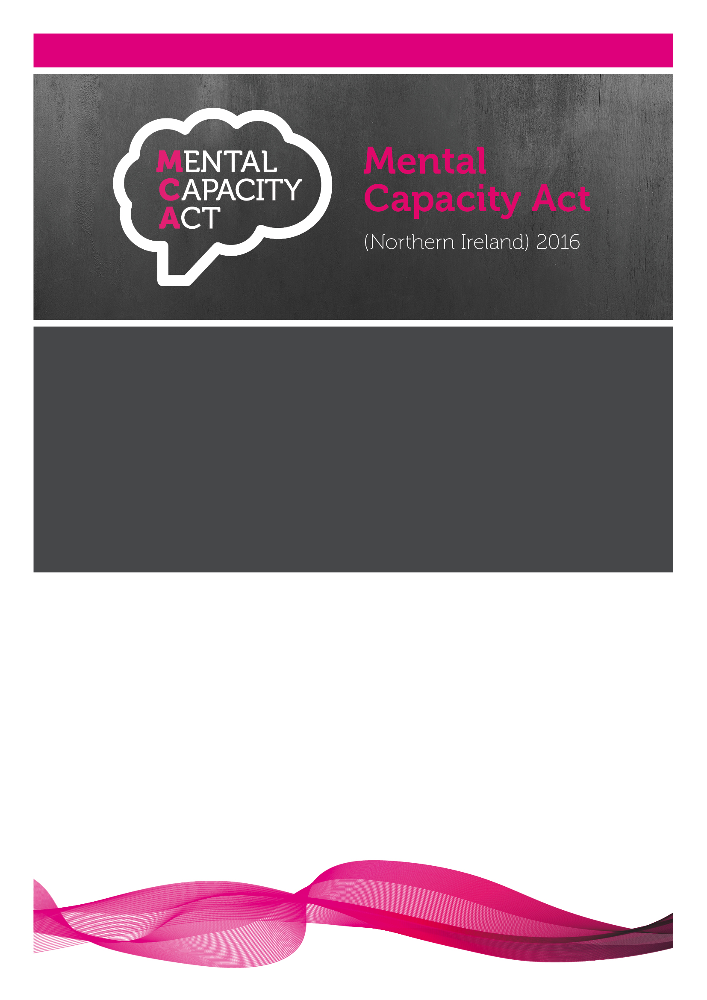 MENTAL
CAPACITY
ACT
Mental
Capacity Act
(Northern Ireland) 2016